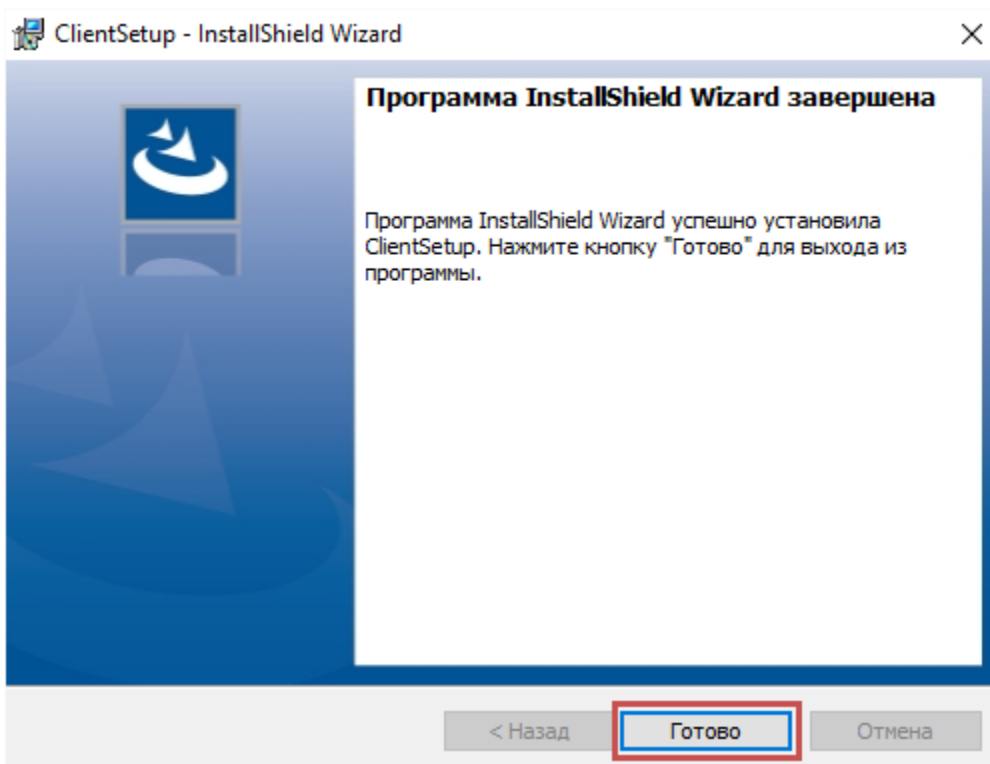 ClientSetup - InstallShield Wizard
Программа InstallShield Wizard завершена
Программа InstallShield Wizard успешно установила
ClientSetup. Нажмите кнопку "Готово" для выхода из
программы.
< Назад
Готово
Отмена